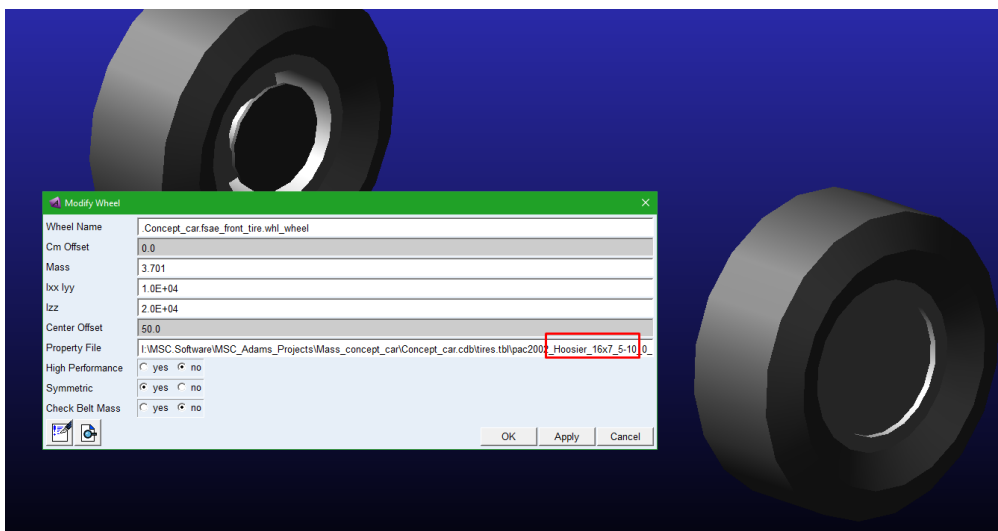 Modify Wheel
Wheel Name .Concept_car.fsae_front_tire.whl_wheel
Cm Offset 0.0
Mass 3.701
Ixx Iyy 1.0E+04
Izz 2.0E+04
Center Offset 50.0
Property File I:\MSC.Software\MSC_Adams_Projects\Mass_concept_car\Concept_car.cdb\tires.tbl\pac2002_Hoosier_16x7_5-10_0_
High Performance yes no
Symmetric yes no
Check Belt Mass yes no
OK Apply Cancel